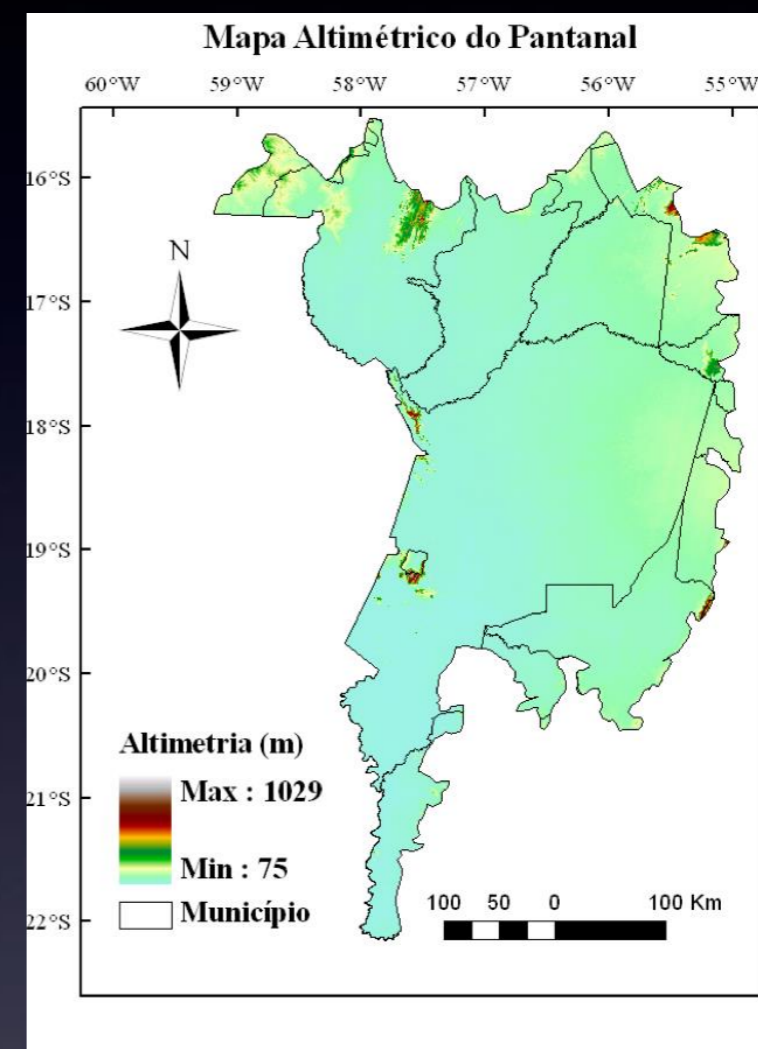 Mapa Altimétrico do Pantanal
60°W 59°W 58°W 57°W 56°W 55°W
16°S
N
17°S
18°S
19°S
20°S
Altimetria (m)
Max : 1029
21°S
Min : 75
Município
100 50 0 100 Km
22°S